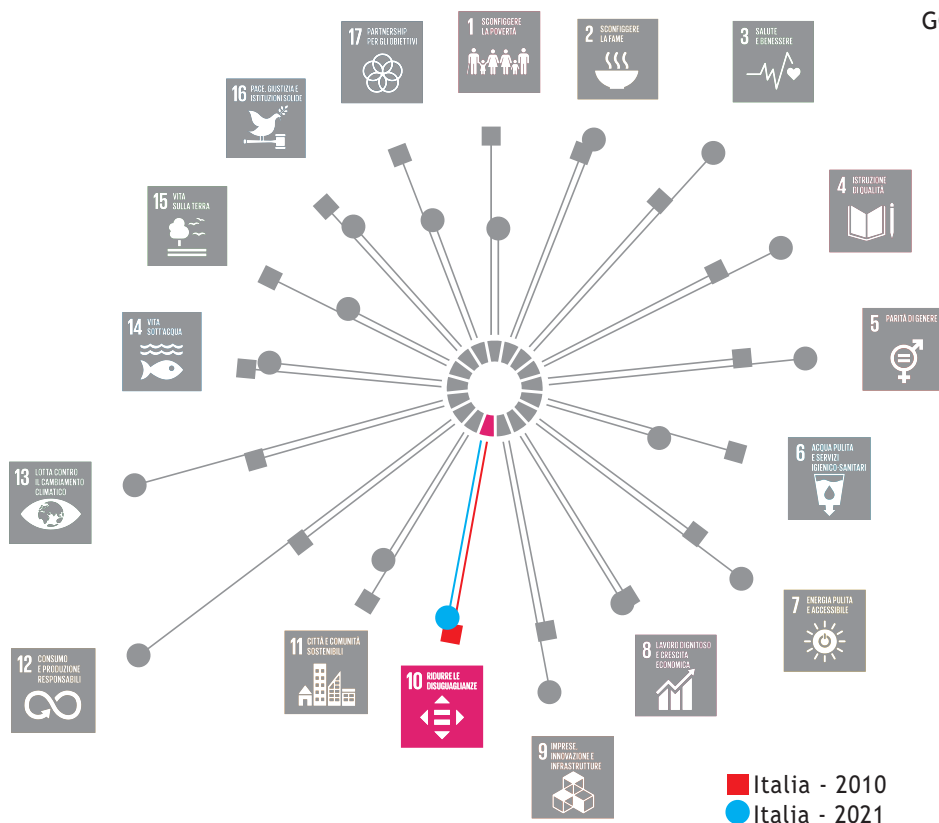 G
17 PARTNERSHIP
PER GLI OBIETTIVI
1 SCONFIGGERE
LA POVERTÀ
2 SCONFIGGERE
LA FAME
3 SALUTE
E BENESSERE
16 PACE, GIUSTIZIA E
ISTITUZIONI SOLIDE
4 ISTRUZIONE
DI QUALITÀ
15 VITA
SULLA TERRA
5 PARITÀ DI GENERE
14 VITA
SOTT'ACQUA
6 ACQUA PULITA
E SERVIZI
IGIENICO-SANITARI
13 LOTTA CONTRO
IL CAMBIAMENTO
CLIMATICO
7 ENERGIA PULITA
E ACCESSIBILE
12 CONSUMO
E PRODUZIONE
RESPONSABILI
11 CITTÀ E COMUNITÀ
SOSTENIBILI
10 RIDURRE LE
DISUGUAGLIANZE
8 LAVORO DIGNITOSO
E CRESCITA
ECONOMICA
9 IMPRESE,
INNOVAZIONE E
INFRASTRUTTURE
Italia - 2010
Italia - 2021